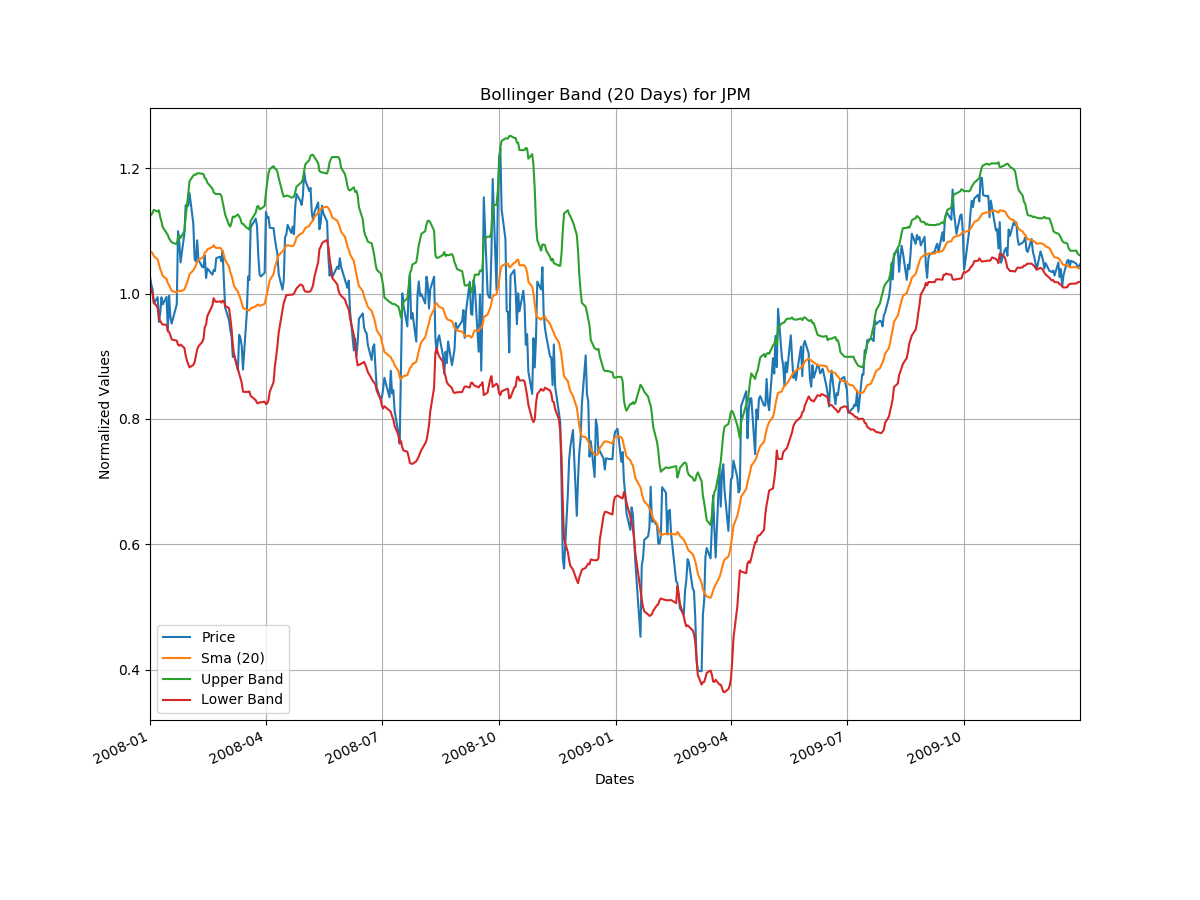 Bollinger Band (20 Days) for JPM
1.2
1.0
0.8
0.6
0.4
Normalized Values
Price
Sma (20)
Upper Band
Lower Band
2008-01
2008-04
2008-07
2008-10
2009-01
2009-04
2009-07
2009-10
Dates